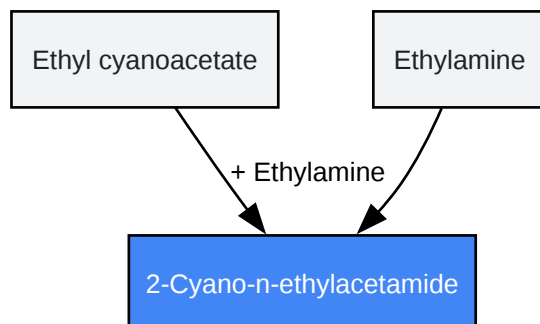 Ethyl cyanoacetate
Ethylamine
+ Ethylamine
2-Cyano-n-ethylacetamide